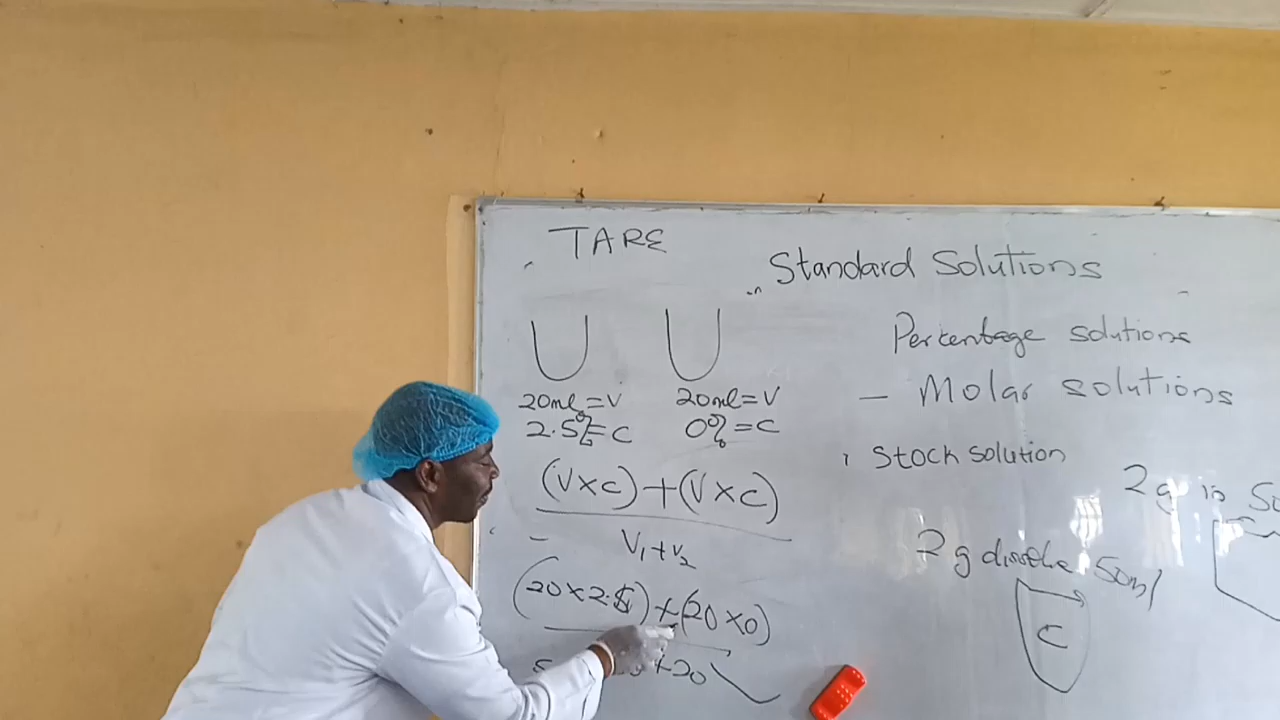 TARE
Standard Solutions
Percentage solutions
- Molar solutions
Stock solution
20ml=V 20ml=V
2.5%=C 0%=C
(V×C)+(V×C)
V1+V2
(20×2.5)+(20×0)
+20
2g in
2g 50ml
C